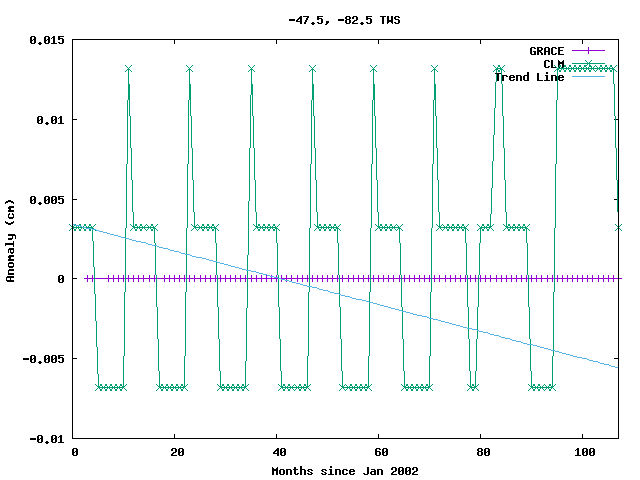 -47.5, -82.5 TWS
0.015
0.01
0.005
0
-0.005
-0.01
GRACE
CLM
Trend Line
Anomaly (cm)
0 20 40 60 80 100
Months since Jan 2002